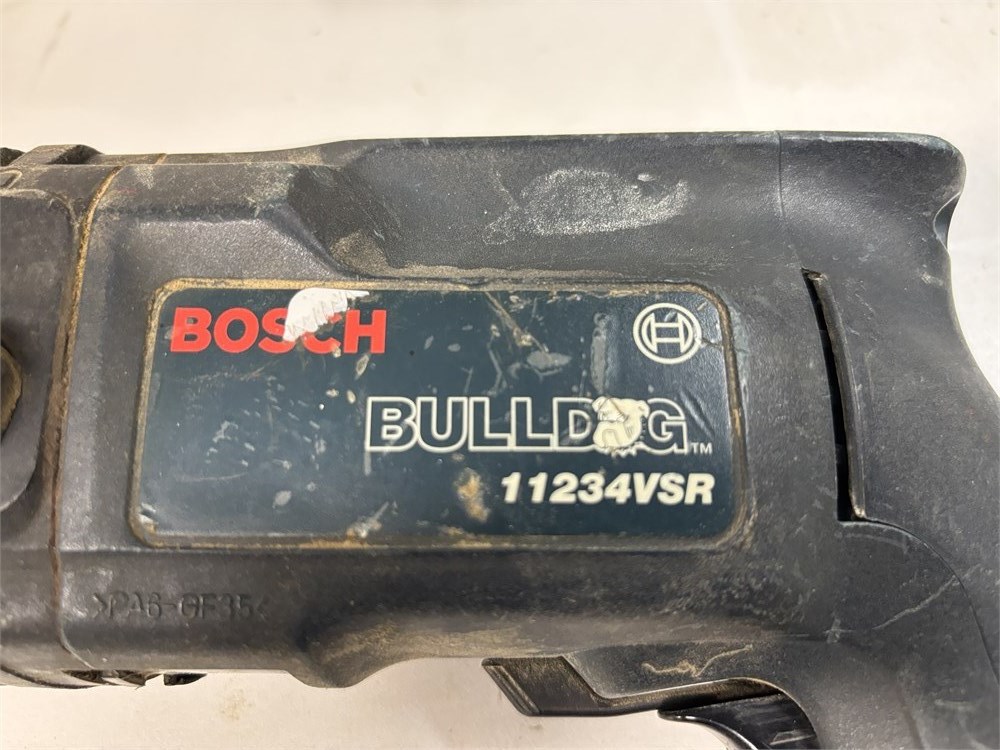 BOSCH
BULLDOG™
11234VSR
>PA6-GF35<